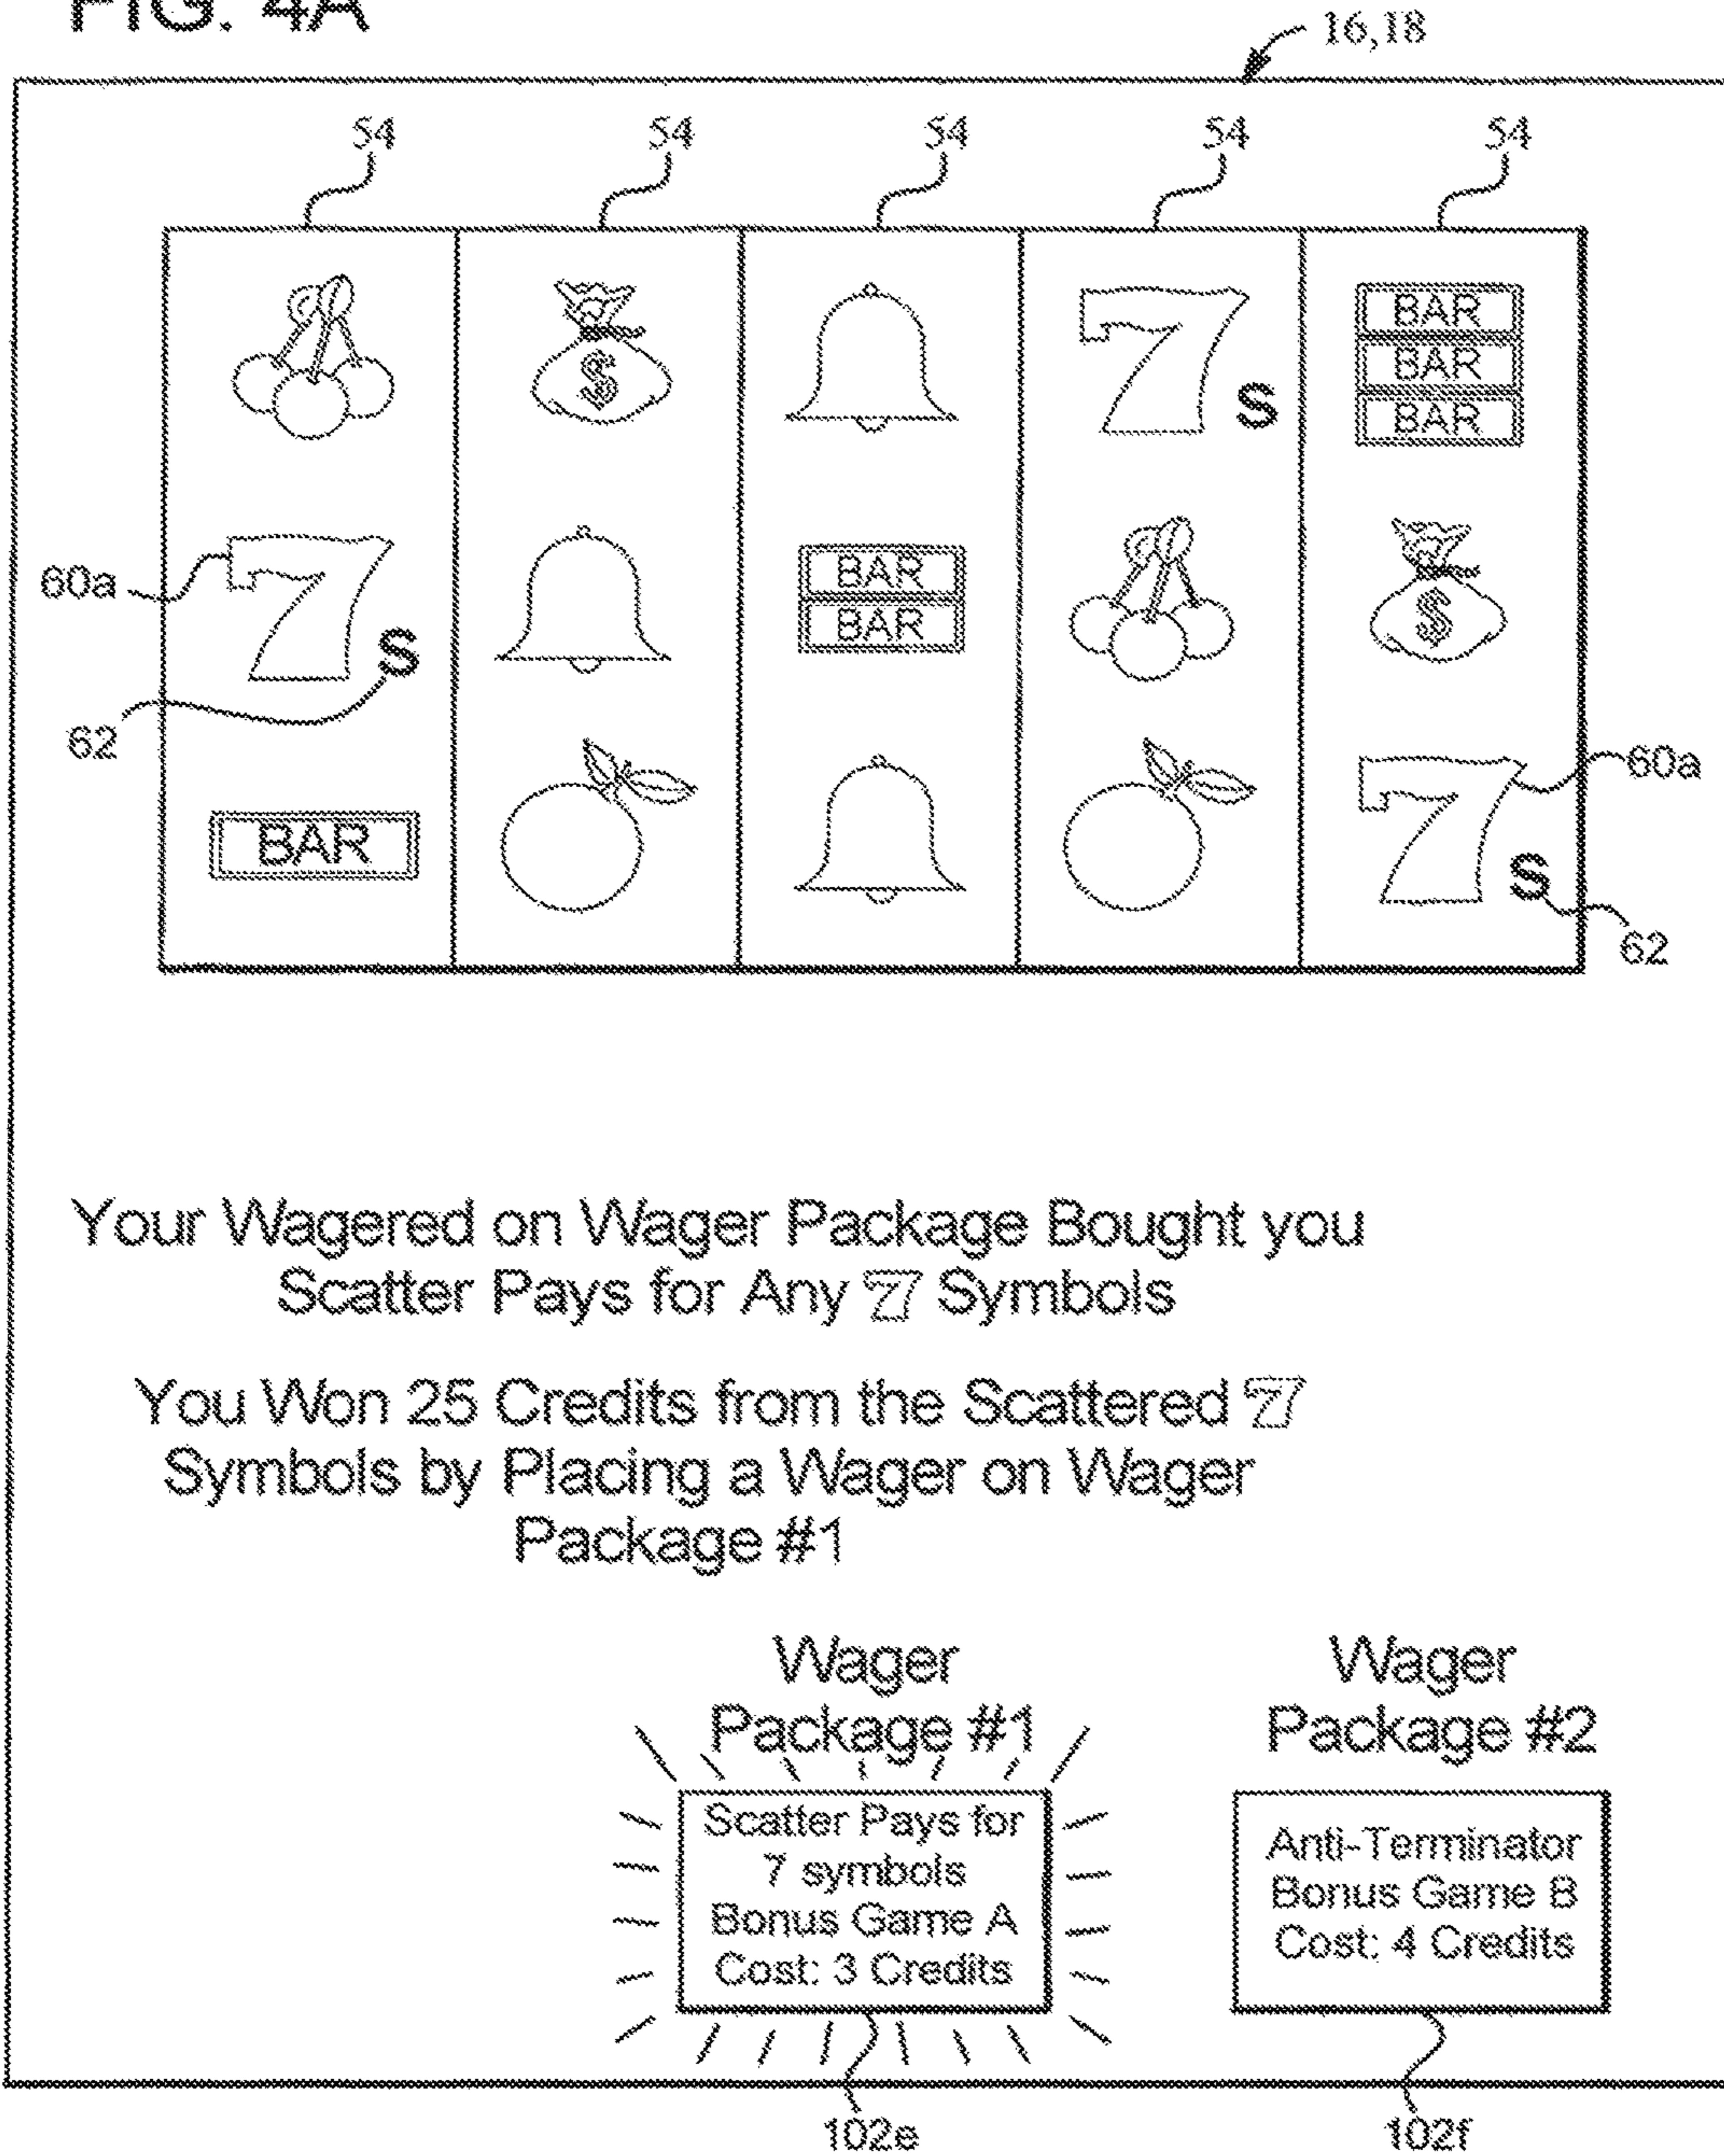 FIG. 4A
16,18
54 54 54 54 54
$ 7 S BAR
BAR
BAR
60a 7 S BAR
BAR $
62
BAR 7 S 60a
62
Your Wagered on Wager Package Bought you
Scatter Pays for Any 7 Symbols
You Won 25 Credits from the Scattered 7
Symbols by Placing a Wager on Wager
Package #1
Wager
Package #1
Scatter Pays for
7 symbols
Bonus Game A
Cost: 3 Credits
102e
Wager
Package #2
Anti-Terminator
Bonus Game B
Cost: 4 Credits
102f